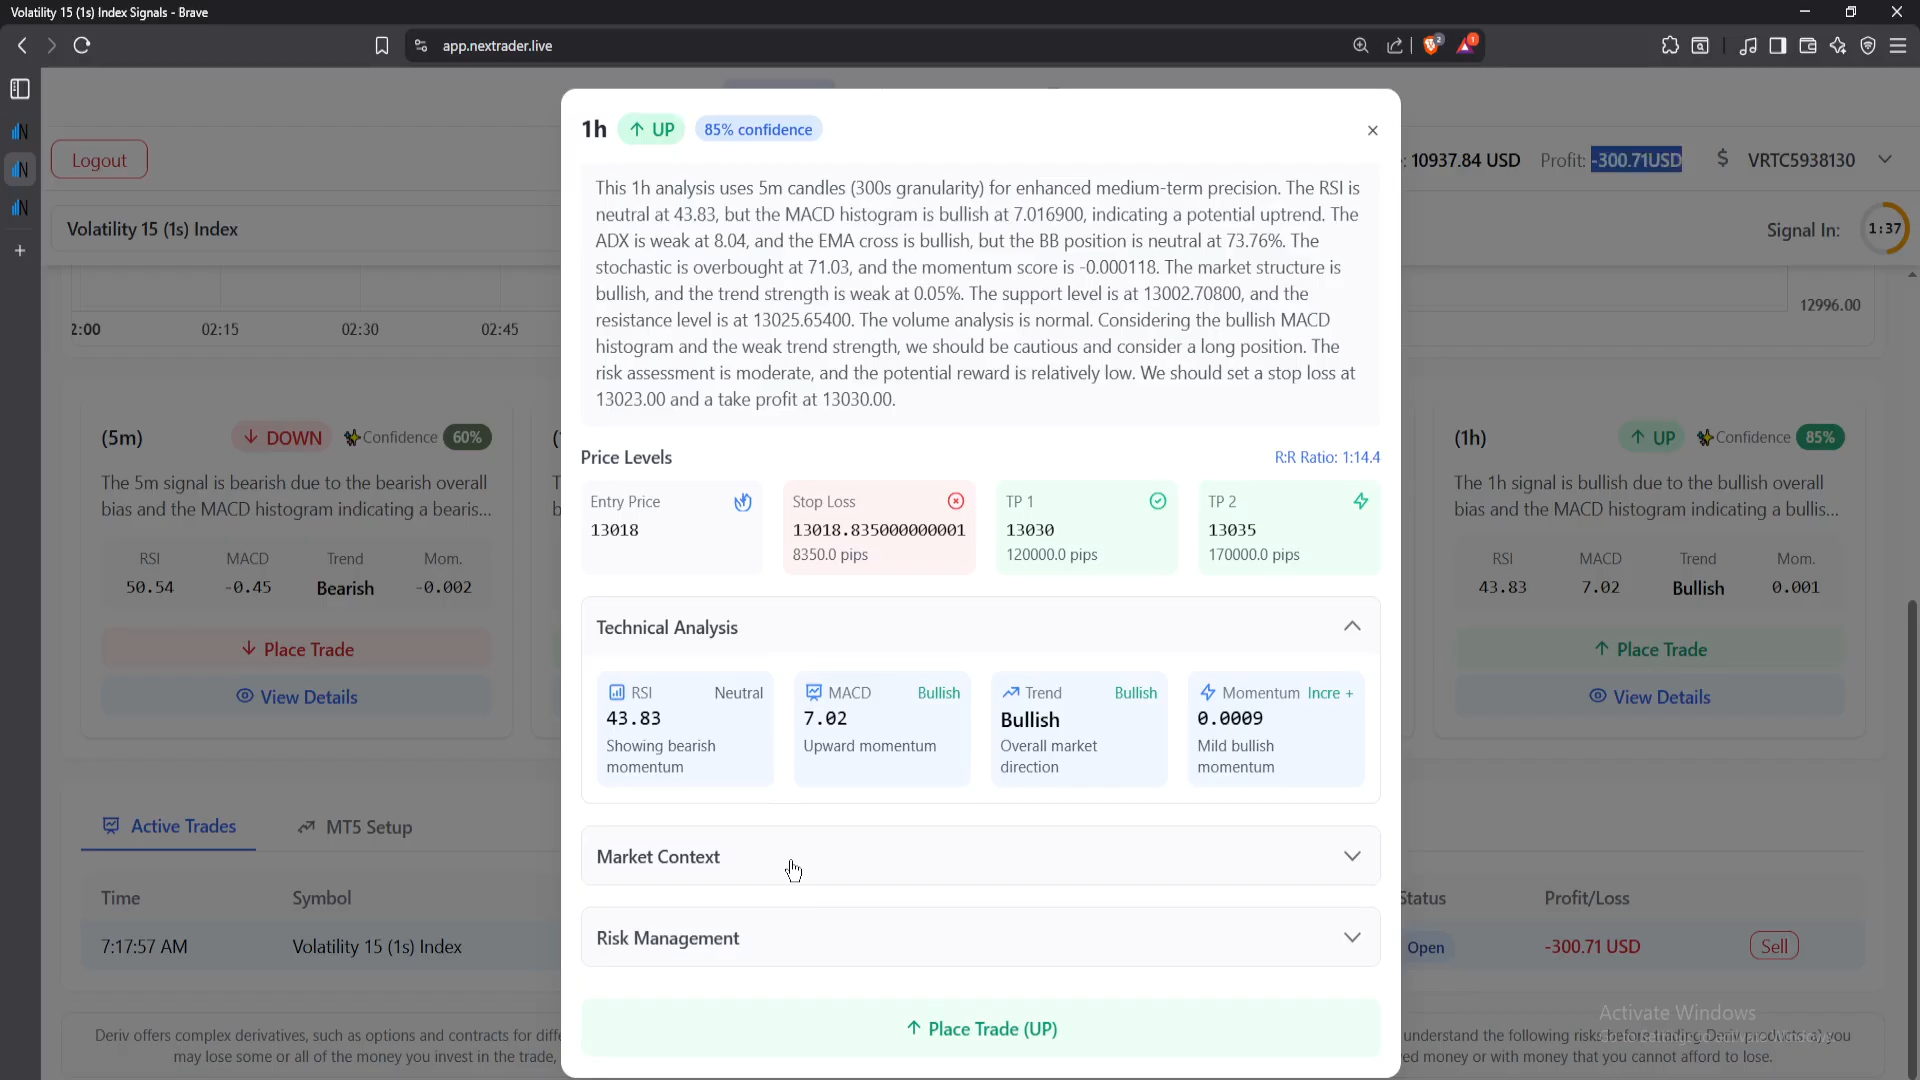 Volatility 15 (1s) Index Signals - Brave
app.nextrader.live
2
1
1h
UP
85% confidence
Logout
: 10937.84 USD
Profit: -300.71USD
$ VRTC5938130
Volatility 15 (1s) Index
Signal In:
1:37
This 1h analysis uses 5m candles (300s granularity) for enhanced medium-term precision. The RSI is
neutral at 43.83, but the MACD histogram is bullish at 7.016900, indicating a potential uptrend. The
ADX is weak at 8.04, and the EMA cross is bullish, but the BB position is neutral at 73.76%. The
stochastic is overbought at 71.03, and the momentum score is -0.000118. The market structure is
bullish, and the trend strength is weak at 0.05%. The support level is at 13002.70800, and the
resistance level is at 13025.65400. The volume analysis is normal. Considering the bullish MACD
histogram and the weak trend strength, we should be cautious and consider a long position. The
risk assessment is moderate, and the potential reward is relatively low. We should set a stop loss at
13023.00 and a take profit at 13030.00.
12996.00
2:00
02:15
02:30
02:45
Price Levels
R:R Ratio: 1:14.4
Entry Price
13018
Stop Loss
13018.835000000001
8350.0 pips
TP 1
13030
120000.0 pips
TP 2
13035
170000.0 pips
(5m)
DOWN
Confidence 60%
The 5m signal is bearish due to the bearish overall
bias and the MACD histogram indicating a bearis...
RSI
MACD
Trend
Mom.
50.54
-0.45
Bearish
-0.002
Place Trade
View Details
(1h)
UP
Confidence 85%
The 1h signal is bullish due to the bullish overall
bias and the MACD histogram indicating a bullis...
RSI
MACD
Trend
Mom.
43.83
7.02
Bullish
0.001
Place Trade
View Details
Technical Analysis
RSI
Neutral
43.83
Showing bearish
momentum
MACD
Bullish
7.02
Upward momentum
Trend
Bullish
Bullish
Overall market
direction
Momentum
Incre +
0.0009
Mild bullish
momentum
Market Context
Risk Management
Place Trade (UP)
Active Trades
MT5 Setup
Time
Symbol
Status
Profit/Loss
7:17:57 AM
Volatility 15 (1s) Index
Open
-300.71 USD
Sell
Activate Windows
Deriv offers complex derivatives, such as options and contracts for diffe
may lose some or all of the money you invest in the trade,
understand the following risks before trading Deriv products: a) you
ed money or with money that you cannot afford to lose.